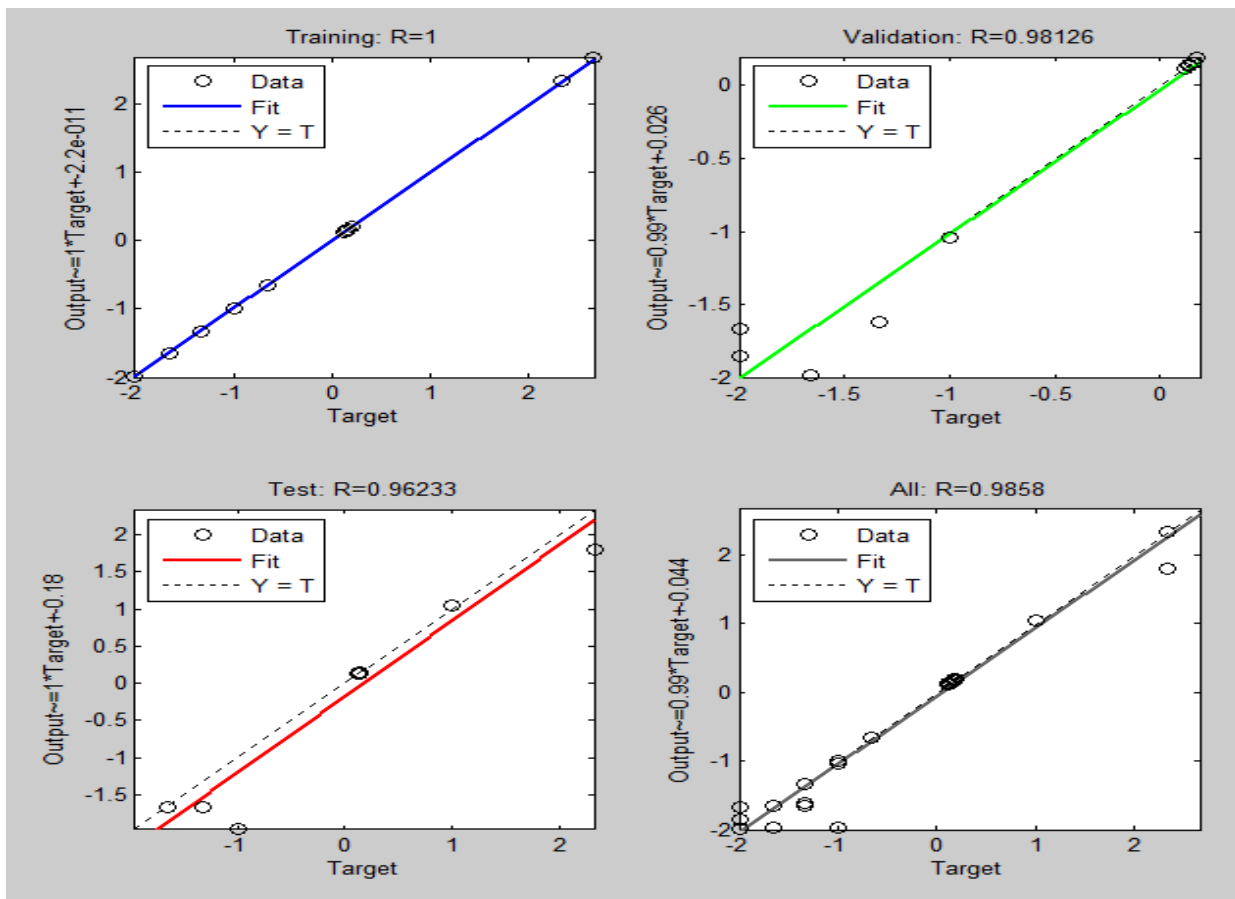 Training: R=1
Output~=1*Target+-2.2e-011
Data
Fit
Y = T
2
1
0
-1
-2
-2
-1
0
1
2
Target
Validation: R=0.98126
Output~=0.99*Target+-0.026
Data
Fit
Y = T
0
-0.5
-1
-1.5
-2
-2
-1.5
-1
-0.5
0
Target
Test: R=0.96233
Output~=1*Target+-0.18
Data
Fit
Y = T
2
1.5
1
0.5
0
-0.5
-1
-1.5
-1
0
1
2
Target
All: R=0.9858
Output~=0.99*Target+-0.044
Data
Fit
Y = T
2
1
0
-1
-2
-2
-1
0
1
2
Target